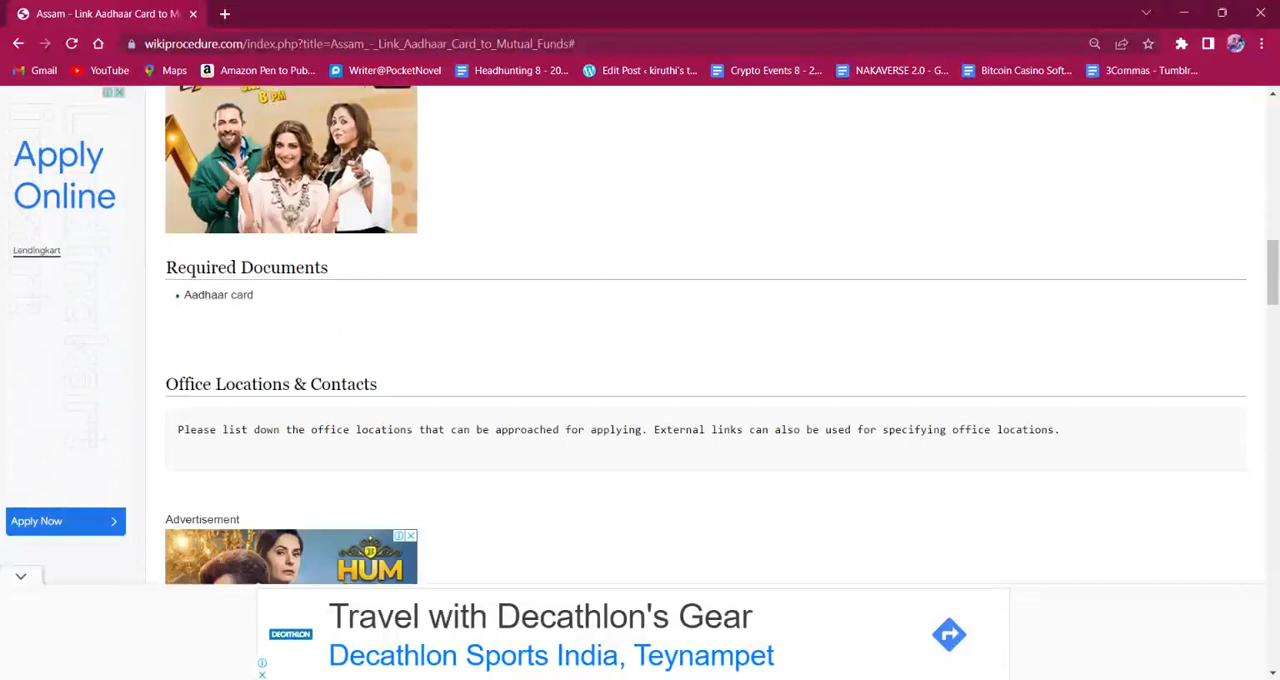 Assam - Link Aadhaar Card to M
wikiprocedure.com/index.php?title=Assam_-_Link_Aadhaar_Card_to_Mutual_Funds#
Gmail
YouTube
Maps
Amazon Pen to Pub...
Writer@PocketNovel
Headhunting 8 - 20...
Edit Post ‹ kiruthi's t...
Crypto Events 8 - 2...
NAKAVERSE 2.0 - G...
Bitcoin Casino Soft...
3Commas - Tumblr...
8 PM
Apply
Online
Lendingkart
Required Documents
Aadhaar card
Office Locations & Contacts
Please list down the office locations that can be approached for applying. External links can also be used for specifying office locations.
Apply Now
Advertisement
HUM
Travel with Decathlon's Gear
DECATHLON
Decathlon Sports India, Teynampet